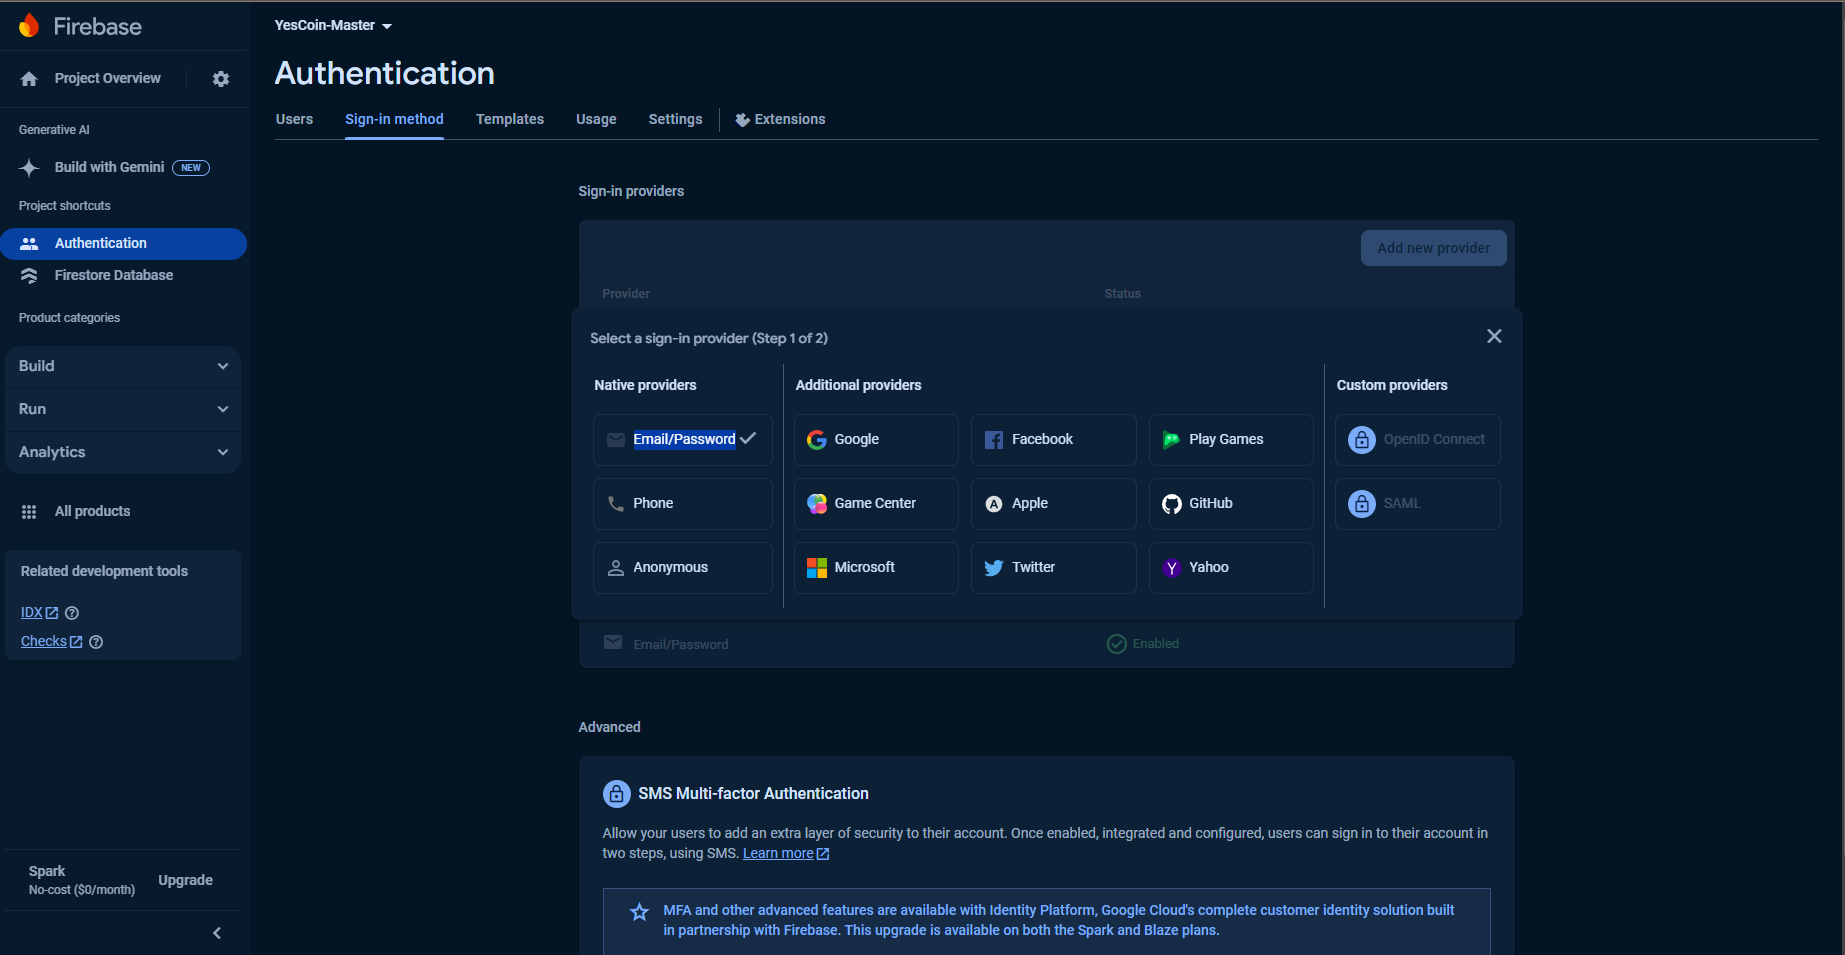 Firebase
Project Overview
Generative AI
Build with Gemini NEW
Project shortcuts
Authentication
Firestore Database
Product categories
Build
Run
Analytics
All products
Related development tools
IDX
Checks
Spark
No-cost ($0/month)
Upgrade
YesCoin-Master
Authentication
Users Sign-in method Templates Usage Settings Extensions
Sign-in providers
Add new provider
Provider Status
Select a sign-in provider (Step 1 of 2)
Native providers Additional providers Custom providers
Email/Password Google Facebook Play Games OpenID Connect
Phone Game Center Apple GitHub SAML
Anonymous Microsoft Twitter Yahoo
Email/Password Enabled
Advanced
SMS Multi-factor Authentication
Allow your users to add an extra layer of security to their account. Once enabled, integrated and configured, users can sign in to their account in
two steps, using SMS. Learn more
MFA and other advanced features are available with Identity Platform, Google Cloud's complete customer identity solution built
in partnership with Firebase. This upgrade is available on both the Spark and Blaze plans.